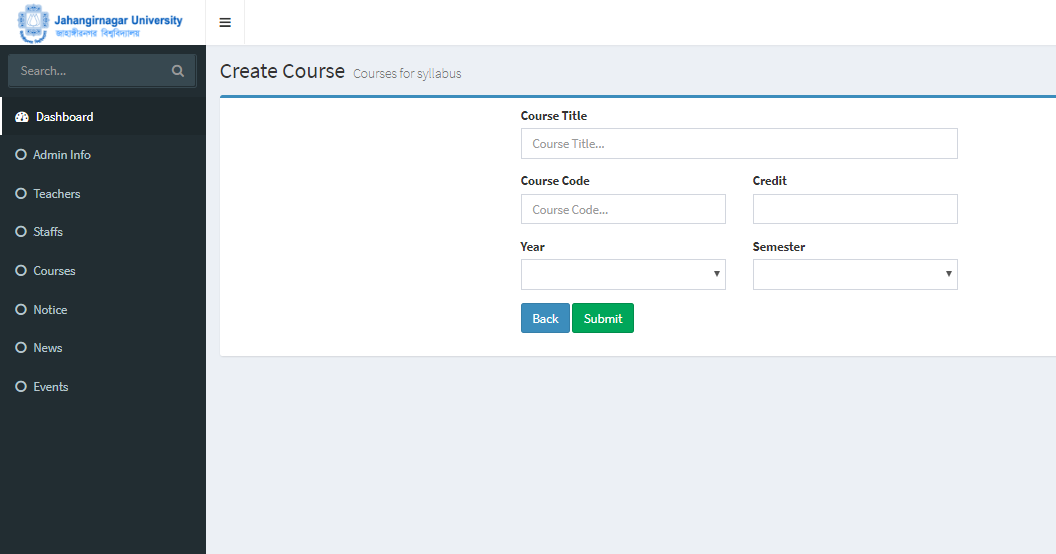 Jahangirnagar University
জাহাঙ্গীরনগর বিশ্ববিদ্যালয়
Search...
Dashboard
Admin Info
Teachers
Staffs
Courses
Notice
News
Events
Create Course Courses for syllabus
Course Title
Course Title...
Course Code Credit
Course Code...
Year Semester
Back Submit